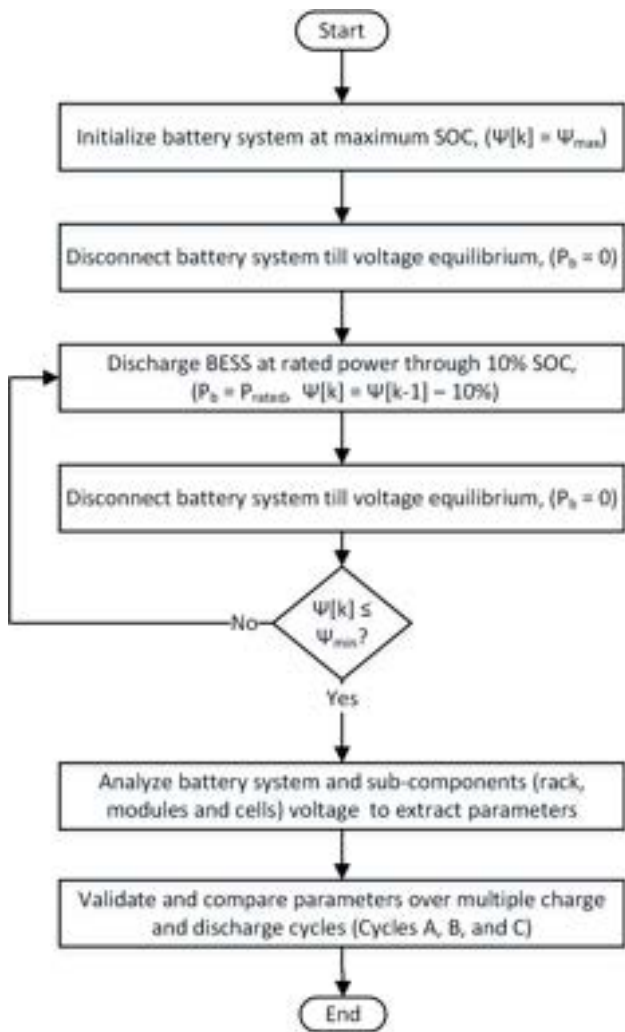 Start
Initialize battery system at maximum SOC, (Ψ[k] = Ψmax)
Disconnect battery system till voltage equilibrium, (Pb = 0)
Discharge BESS at rated power through 10% SOC,
(Pb = Prated, Ψ[k] = Ψ[k-1] – 10%)
Disconnect battery system till voltage equilibrium, (Pb = 0)
Ψ[k] ≤
Ψmin?
No
Yes
Analyze battery system and sub-components (rack,
modules and cells) voltage to extract parameters
Validate and compare parameters over multiple charge
and discharge cycles (Cycles A, B, and C)
End